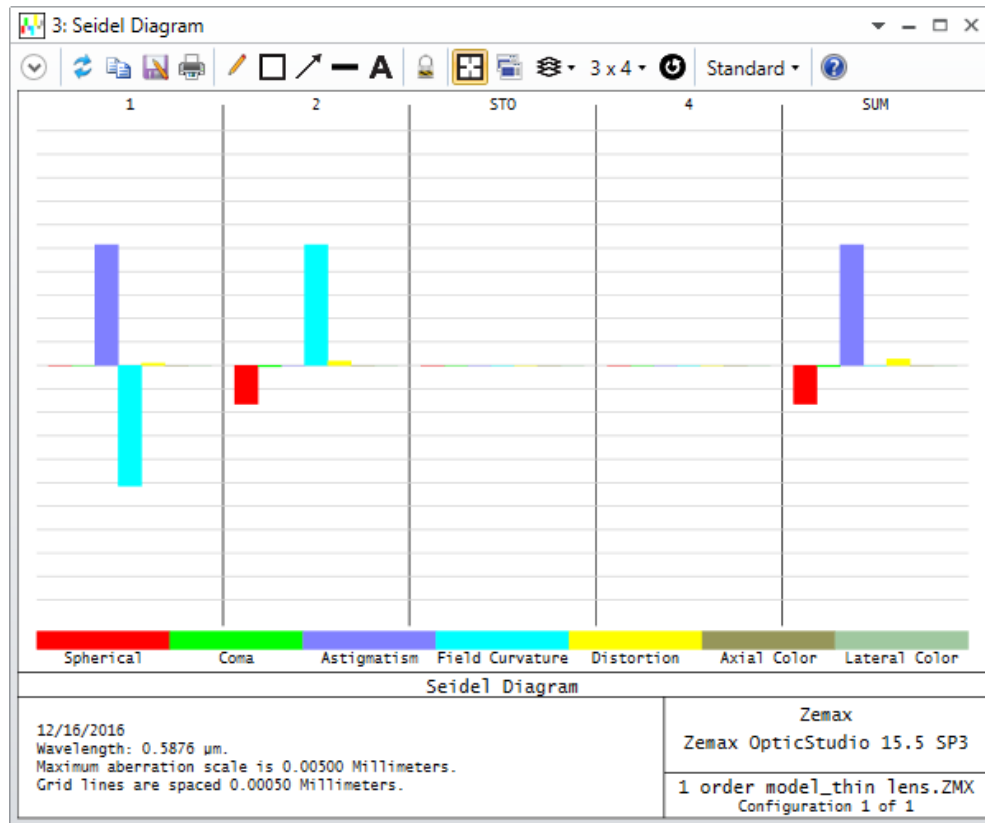 3: Seidel Diagram
A 3 x 4 Standard
1 2 STO 4 SUM
Spherical Coma Astigmatism Field Curvature Distortion Axial Color Lateral Color
Seidel Diagram
12/16/2016
Wavelength: 0.5876 µm.
Maximum aberration scale is 0.00500 Millimeters.
Grid lines are spaced 0.00050 Millimeters.
Zemax
Zemax OpticStudio 15.5 SP3
1 order model_thin lens.ZMX
Configuration 1 of 1